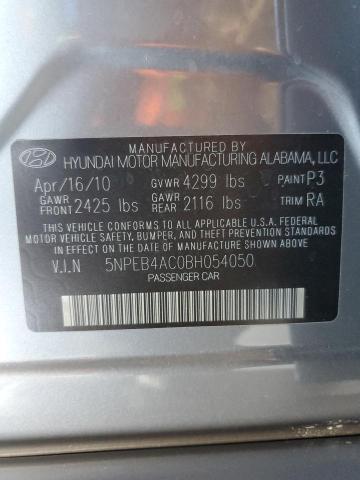 MANUFACTURED BY
HYUNDAI MOTOR MANUFACTURING ALABAMA, LLC
Apr/16/10 GVWR 4299 lbs PAINT P3
GAWR FRONT 2425 lbs GAWR REAR 2116 lbs TRIM RA
THIS VEHICLE CONFORMS TO ALL APPLICABLE U.S.A. FEDERAL
MOTOR VEHICLE SAFETY, BUMPER, AND THEFT PREVENTION
STANDARDS IN EFFECT ON THE DATE OF MANUFACTURE
V.I.N 5NPEB4AC0BH054050
PASSENGER CAR